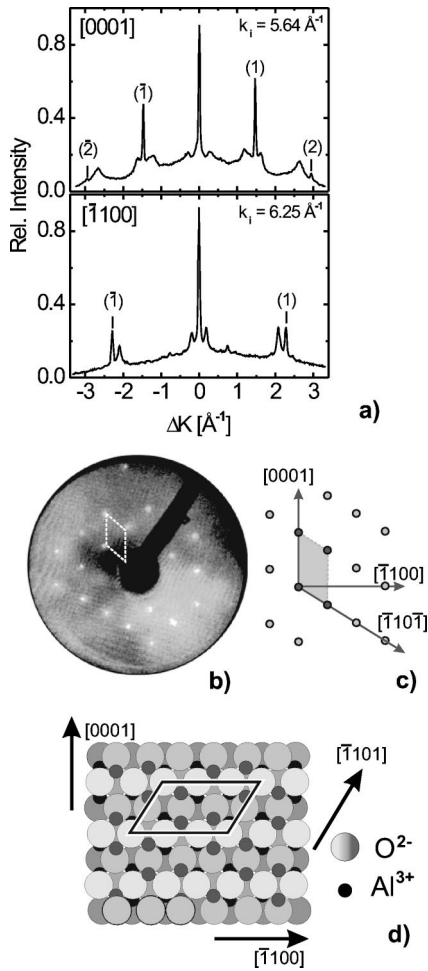 [0001]
k_i = 5.64 Å⁻¹
(1̄)
(1)
(2̄)
(2)
0.8
0.4
0.0
Rel. Intensity
[1̄100]
k_i = 6.25 Å⁻¹
(1̄)
(1)
0.8
0.4
0.0
-3 -2 -1 0 1 2 3
ΔK [Å⁻¹]
a)
[0001]
[1̄100]
[1̄101̄]
b)
c)
[0001]
[1̄101]
O²⁻
Al³⁺
[1̄100]
d)